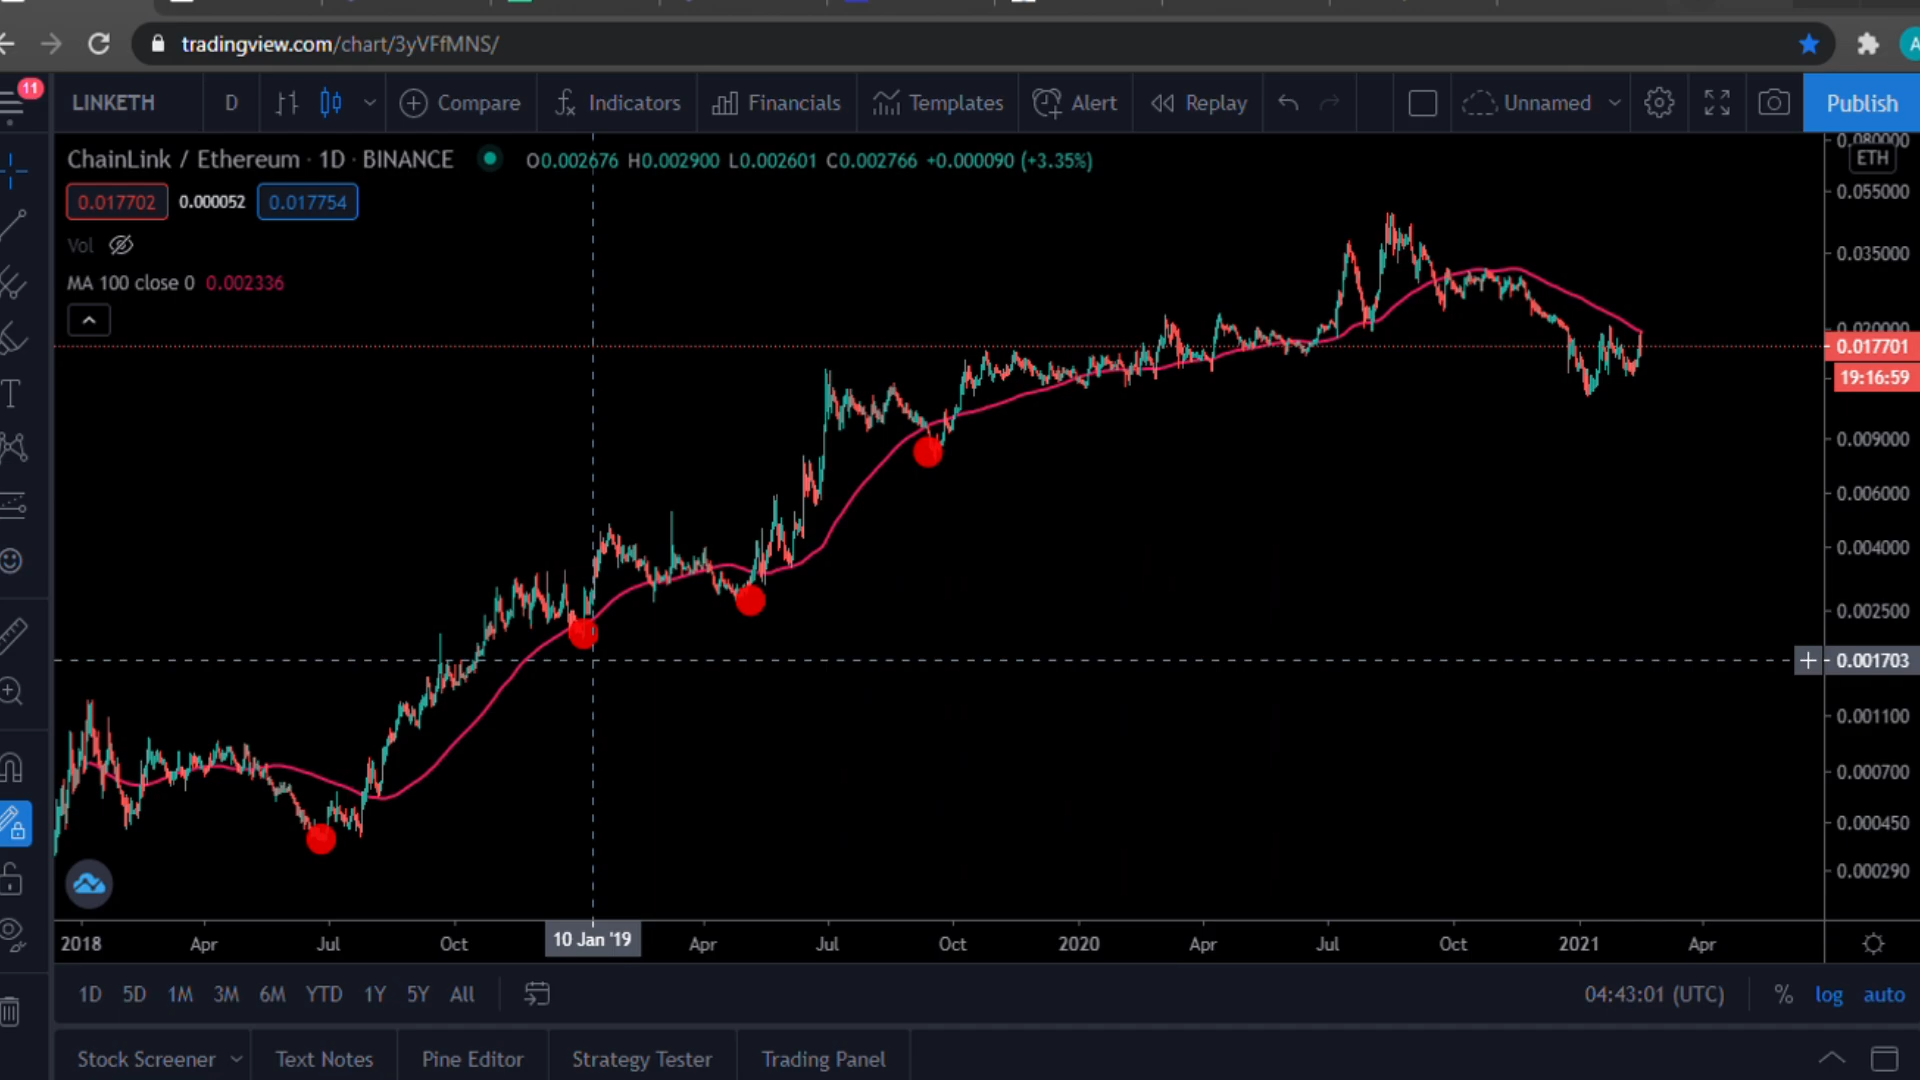 tradingview.com/chart/3yVFfMNS/
A
11
LINKETH D Compare Indicators Financials Templates Alert Replay Unnamed Publish
ChainLink / Ethereum · 1D · BINANCE O0.002676 H0.002900 L0.002601 C0.002766 +0.000090 (+3.35%)
0.017702 0.000052 0.017754
Vol
MA 100 close 0 0.002336
0.080000
ETH
0.055000
0.035000
0.020000
0.017701
19:16:59
0.009000
0.006000
0.004000
0.002500
0.001703
0.001100
0.000700
0.000450
0.000290
2018 Apr Jul Oct 10 Jan '19 Apr Jul Oct 2020 Apr Jul Oct 2021 Apr
1D 5D 1M 3M 6M YTD 1Y 5Y All 04:43:01 (UTC) % log auto
Stock Screener Text Notes Pine Editor Strategy Tester Trading Panel